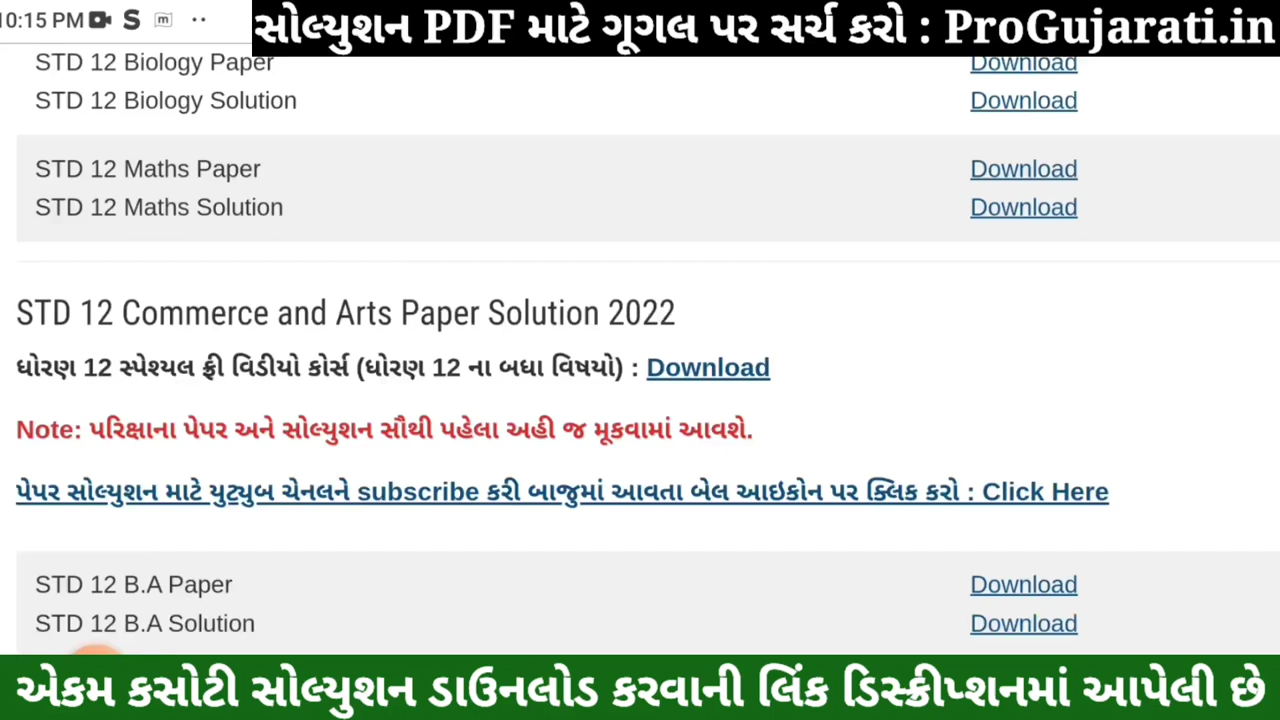 10:15 PM S m ··
સોલ્યુશન PDF માટે ગૂગલ પર સર્ચ કરો : ProGujarati.in
STD 12 Biology Paper Download
STD 12 Biology Solution Download
STD 12 Maths Paper Download
STD 12 Maths Solution Download
STD 12 Commerce and Arts Paper Solution 2022
ધોરણ 12 સ્પેશ્યલ ફ્રી વિડીયો કોર્સ (ધોરણ 12 ના બધા વિષયો) : Download
Note: પરિક્ષાના પેપર અને સોલ્યુશન સૌથી પહેલા અહી જ મૂકવામાં આવશે.
પેપર સોલ્યુશન માટે યુટ્યુબ ચેનલને subscribe કરી બાજુમાં આવતા બેલ આઇકોન પર ક્લિક કરો : Click Here
STD 12 B.A Paper Download
STD 12 B.A Solution Download
એકમ કસોટી સોલ્યુશન ડાઉનલોડ કરવાની લિંક ડિસ્ક્રીપ્શનમાં આપેલી છે